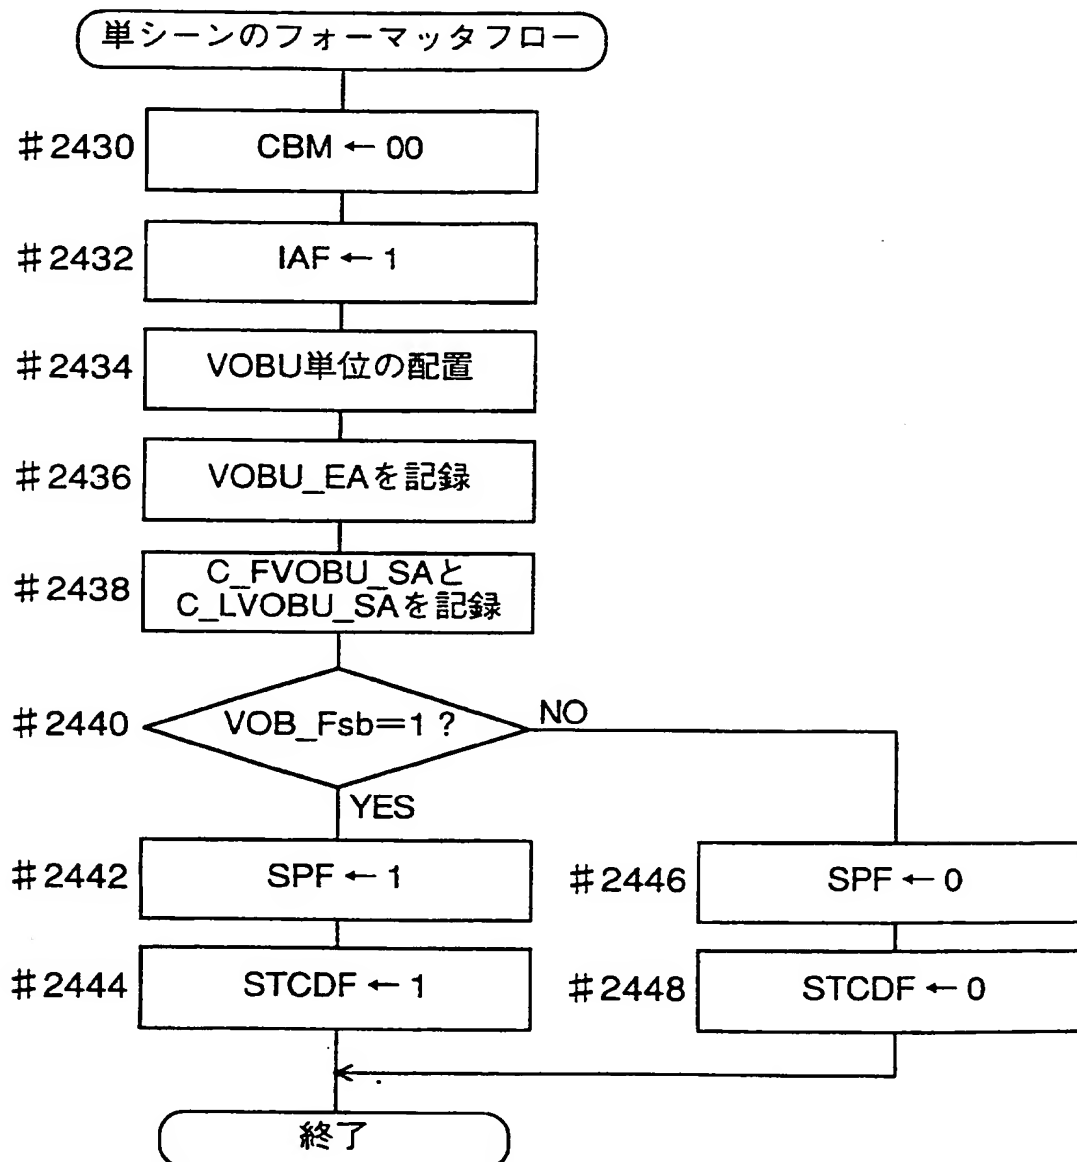 単シーンのフォーマッタフロー
#2430
CBM ← 00
#2432
IAF ← 1
#2434
VOBU単位の配置
#2436
VOBU_EAを記録
#2438
C_FVOBU_SAと
C_LVOBU_SAを記録
#2440
VOB_Fsb=1 ?
NO
YES
#2442
SPF ← 1
#2446
SPF ← 0
#2444
STCDF ← 1
#2448
STCDF ← 0
終了